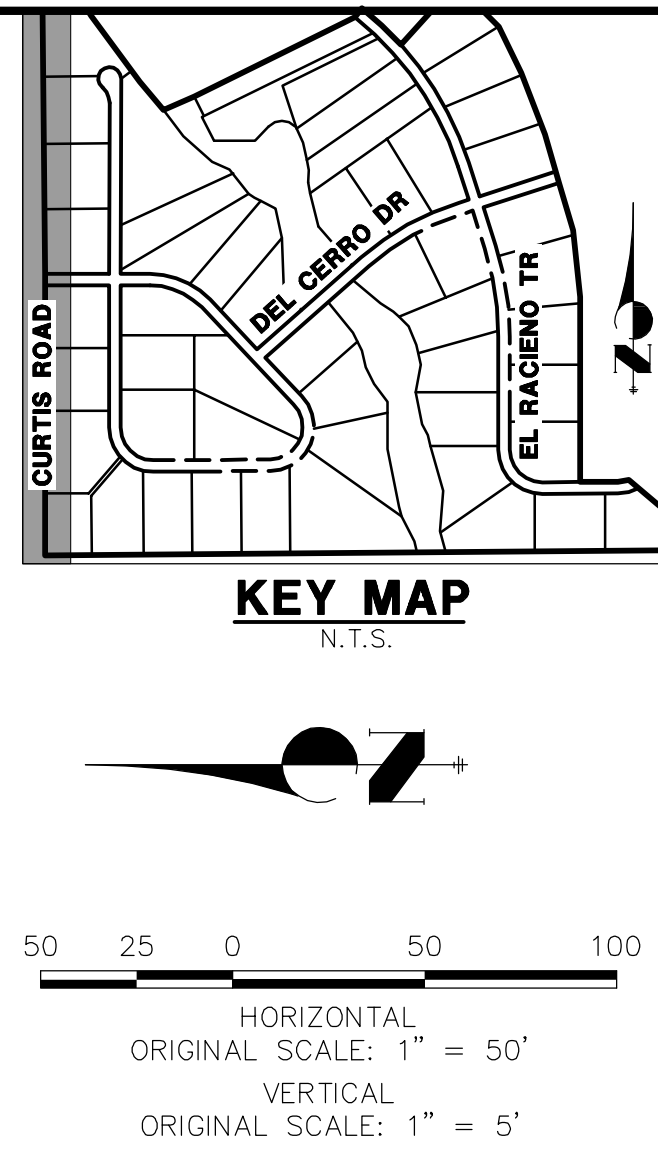 DEL CERRO DR
EL RACIENO TR
CURTIS ROAD
N
KEY MAP
N.T.S.
N
50 25 0 50 100
HORIZONTAL
ORIGINAL SCALE: 1" = 50'
VERTICAL
ORIGINAL SCALE: 1" = 5'